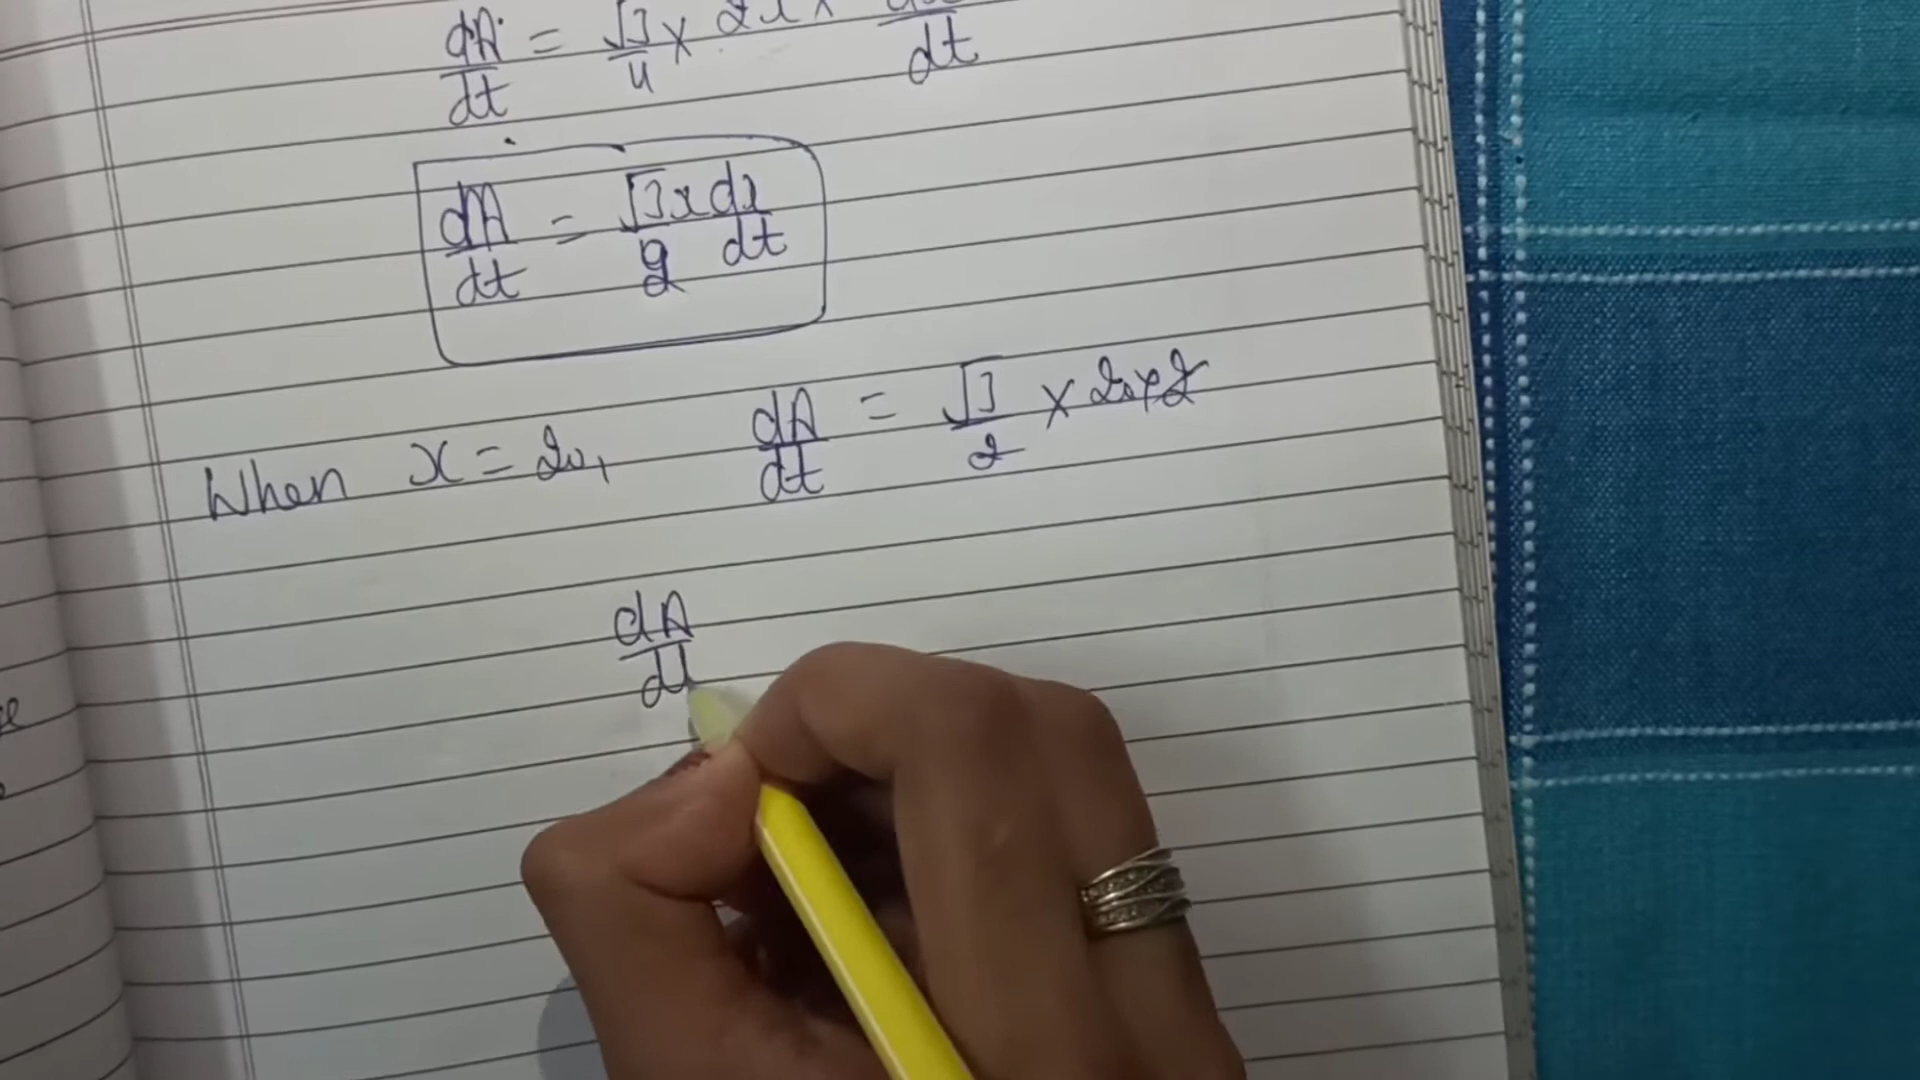 dA/dt = √3/4 × 2x × d/dt
dA/dt = √3x/2 dx/dt
When x = 20, dA/dt = √3/2 × 20 × 2
dA/dt